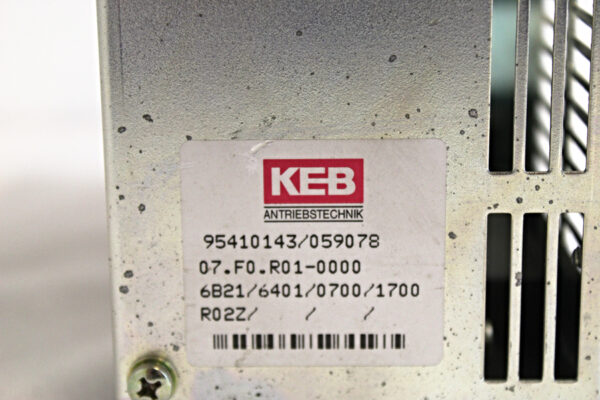 KEB
ANTRIEBSTECHNIK
95410143/059078
07.F0.R01-0000
6B21/6401/0700/1700
R02Z/ / /